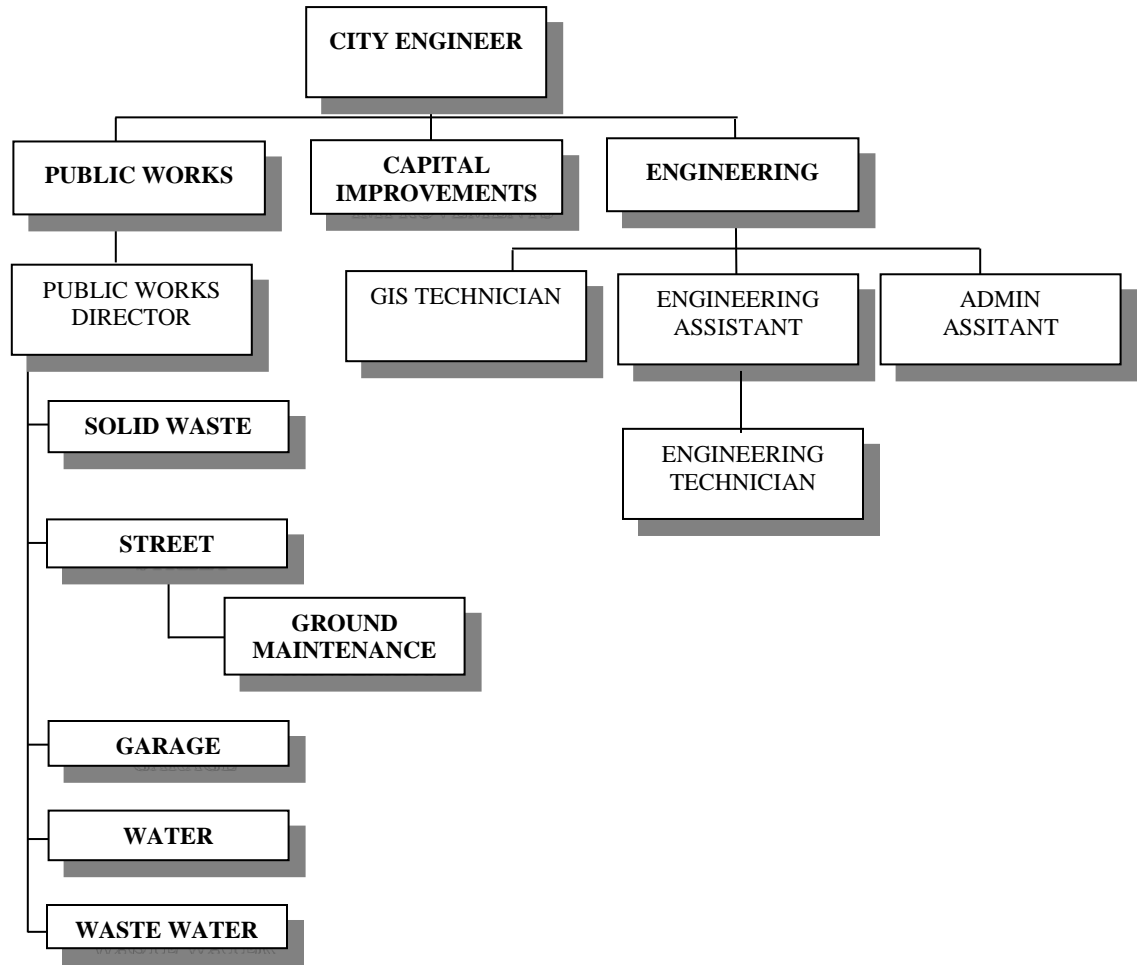 CITY ENGINEER
PUBLIC WORKS
CAPITAL
IMPROVEMENTS
ENGINEERING
PUBLIC WORKS
DIRECTOR
GIS TECHNICIAN
ENGINEERING
ASSISTANT
ADMIN
ASSITANT
SOLID WASTE
ENGINEERING
TECHNICIAN
STREET
GROUND
MAINTENANCE
GARAGE
WATER
WASTE WATER